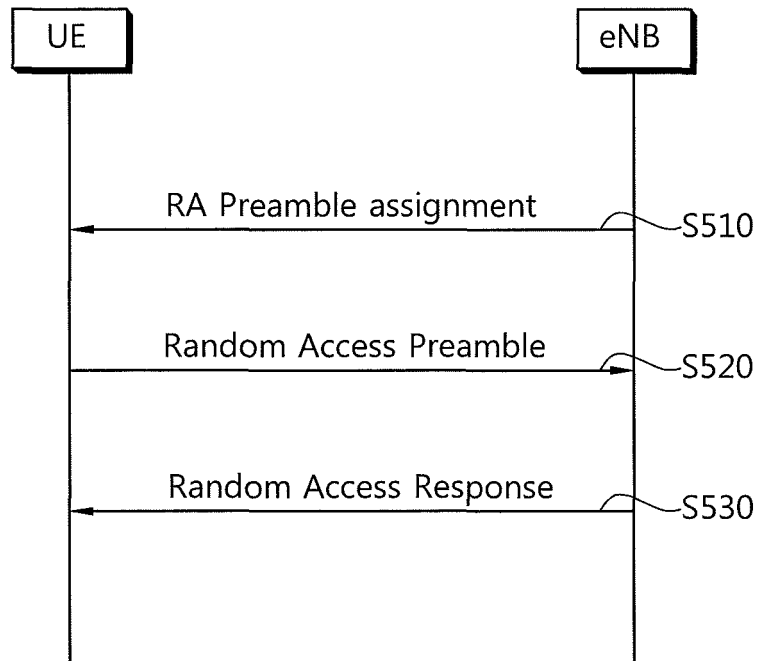 UE
eNB
RA Preamble assignment
S510
Random Access Preamble
S520
Random Access Response
S530